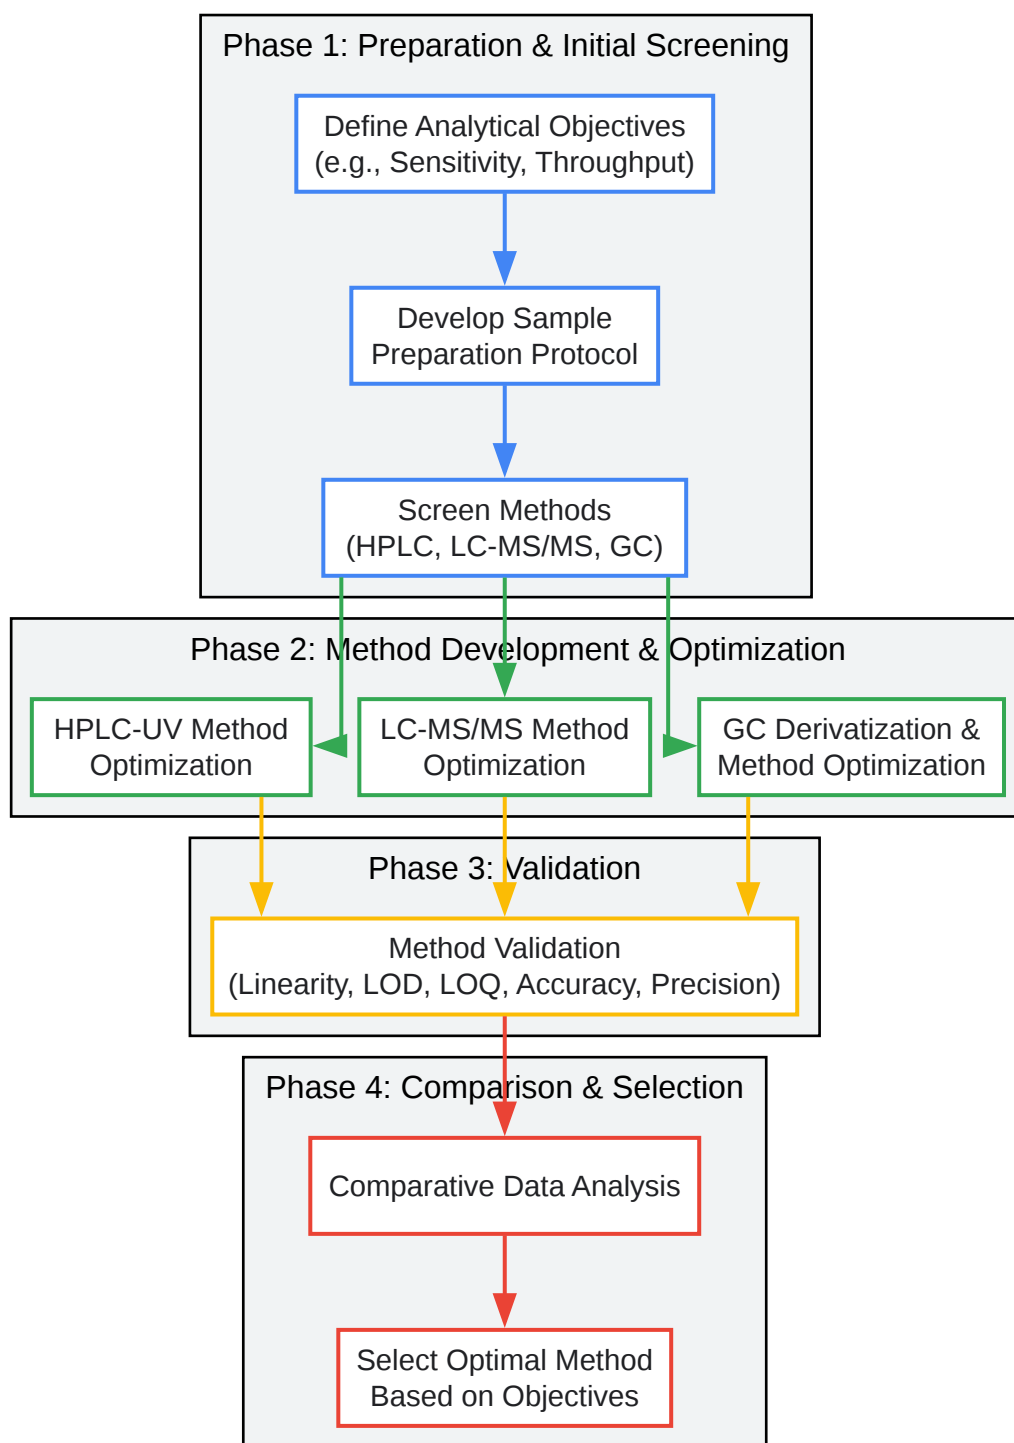 Phase 1: Preparation & Initial Screening
Define Analytical Objectives
(e.g., Sensitivity, Throughput)
Develop Sample
Preparation Protocol
Screen Methods
(HPLC, LC-MS/MS, GC)
Phase 2: Method Development & Optimization
HPLC-UV Method
Optimization
LC-MS/MS Method
Optimization
GC Derivatization &
Method Optimization
Phase 3: Validation
Method Validation
(Linearity, LOD, LOQ, Accuracy, Precision)
Phase 4: Comparison & Selection
Comparative Data Analysis
Select Optimal Method
Based on Objectives